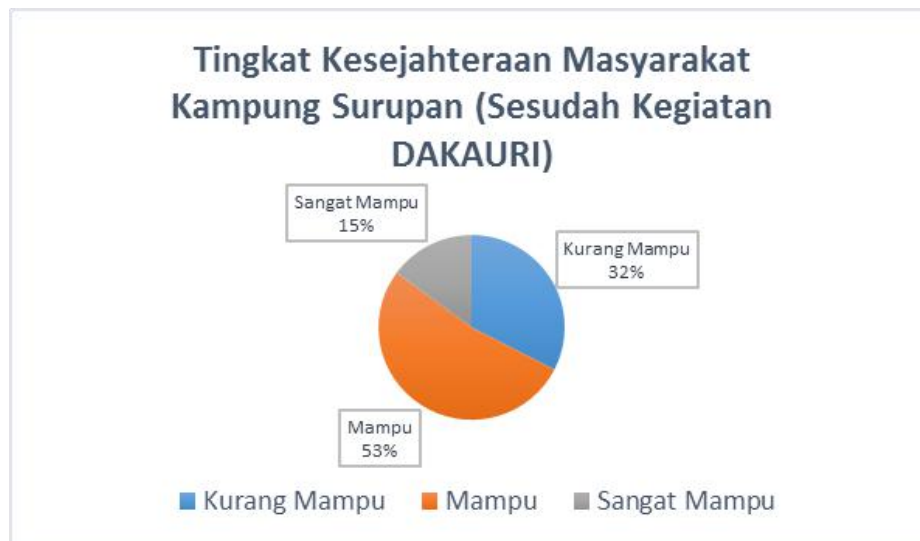 Tingkat Kesejahteraan Masyarakat
Kampung Surupan (Sesudah Kegiatan
DAKAURI)
Sangat Mampu
15%
Kurang Mampu
32%
Mampu
53%
Kurang Mampu Mampu Sangat Mampu